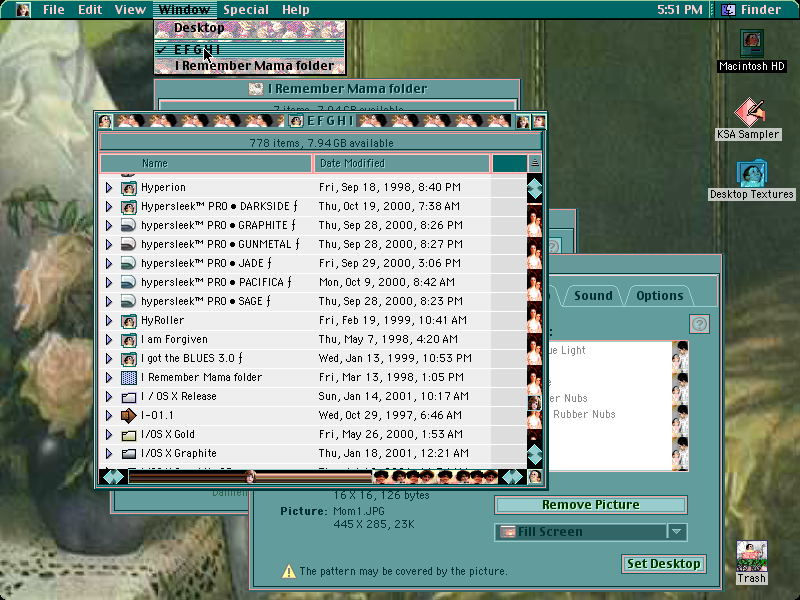 File Edit View Window Special Help 5:51 PM Finder
Desktop
✓ E F G H I
I Remember Mama folder
Macintosh HD
KSA Sampler
Desktop Textures
I Remember Mama folder
7 items, 7.94 GB available
E F G H I
778 items, 7.94 GB available
Name Date Modified
Hyperion Fri, Sep 18, 1998, 8:40 PM
Hypersleek™ PRO • DARKSIDE ƒ Thu, Oct 19, 2000, 7:38 AM
hypersleek™ PRO • GRAPHITE ƒ Thu, Sep 28, 2000, 8:26 PM
hypersleek™ PRO • GUNMETAL ƒ Thu, Sep 28, 2000, 8:27 PM
hypersleek™ PRO • JADE ƒ Fri, Sep 29, 2000, 3:06 PM
hypersleek™ PRO • PACIFICA ƒ Mon, Oct 9, 2000, 8:42 AM
hypersleek™ PRO • SAGE ƒ Thu, Sep 28, 2000, 8:23 PM
HyRoller Fri, Feb 19, 1999, 10:41 AM
I am Forgiven Thu, May 7, 1998, 4:20 AM
I got the BLUES 3.0 ƒ Wed, Jan 13, 1999, 10:53 PM
I Remember Mama folder Fri, Mar 13, 1998, 1:05 PM
I / OS X Release Sun, Jan 14, 2001, 10:17 AM
I-01.1 Wed, Oct 29, 1997, 6:46 AM
I/OS X Gold Fri, May 26, 2000, 1:53 AM
I/OS X Graphite Thu, Jan 18, 2001, 12:21 AM
Sound Options
ue Light
er Nubs
Rubber Nubs
16 X 16, 126 bytes
Picture: Mom1.JPG
445 X 285, 23K
Remove Picture
Fill Screen
The pattern may be covered by the picture.
Set Desktop
Trash